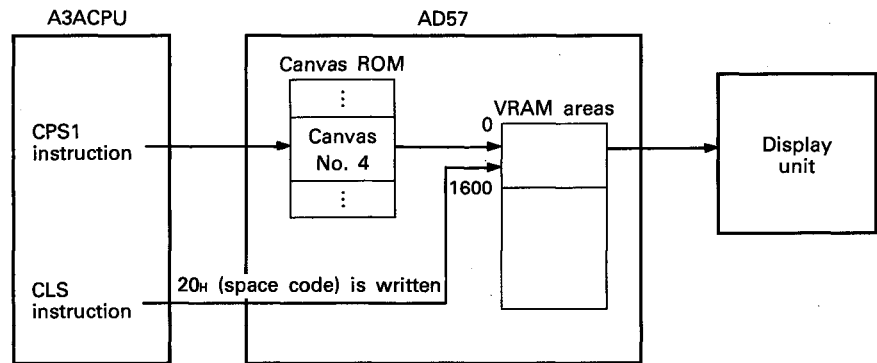 A3ACPU
AD57
Canvas ROM
⋮
VRAM areas
0
CPS1
instruction
Canvas
No. 4
Display
unit
1600
⋮
20H (space code) is written
CLS
instruction